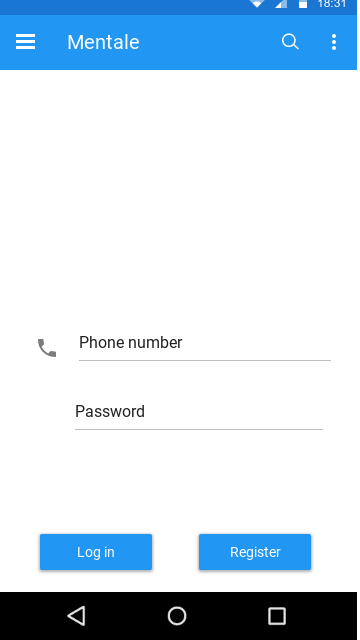 18:31
Mentale
Phone number
Password
Log in
Register